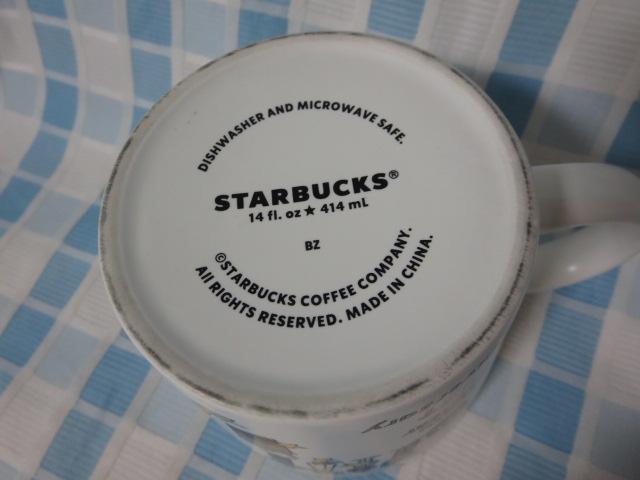 DISHWASHER AND MICROWAVE SAFE.
STARBUCKS®
14 fl. oz ★ 414 mL
BZ
©STARBUCKS COFFEE COMPANY.
All RIGHTS RESERVED. MADE IN CHINA.